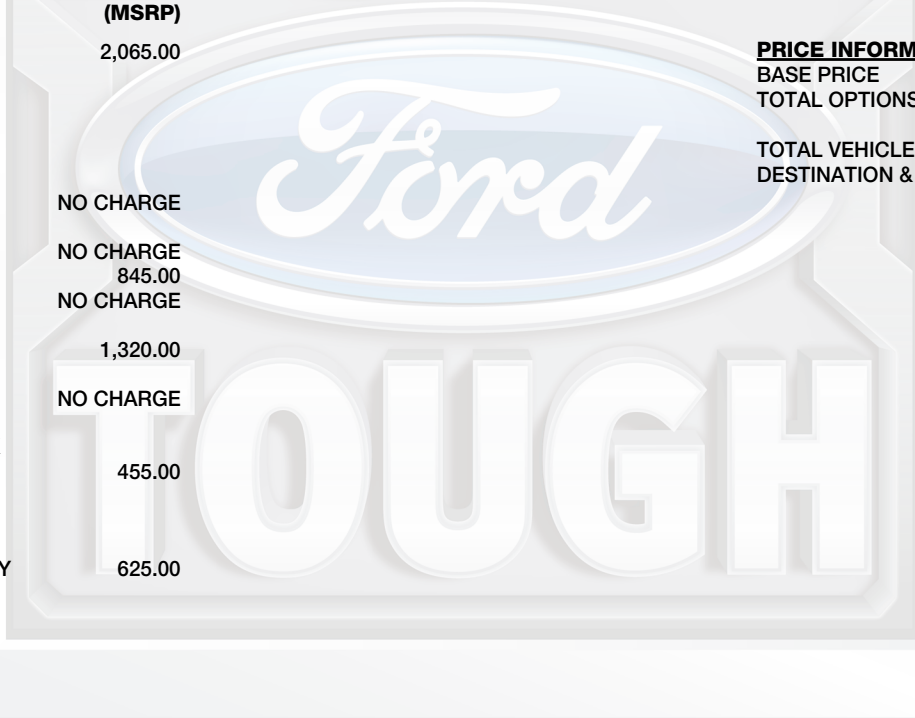 (MSRP)
2,065.00
NO CHARGE
NO CHARGE
845.00
NO CHARGE
1,320.00
NO CHARGE
455.00
Y 625.00
PRICE INFORM
BASE PRICE
TOTAL OPTIONS
TOTAL VEHICLE
DESTINATION &
Ford
TOUGH